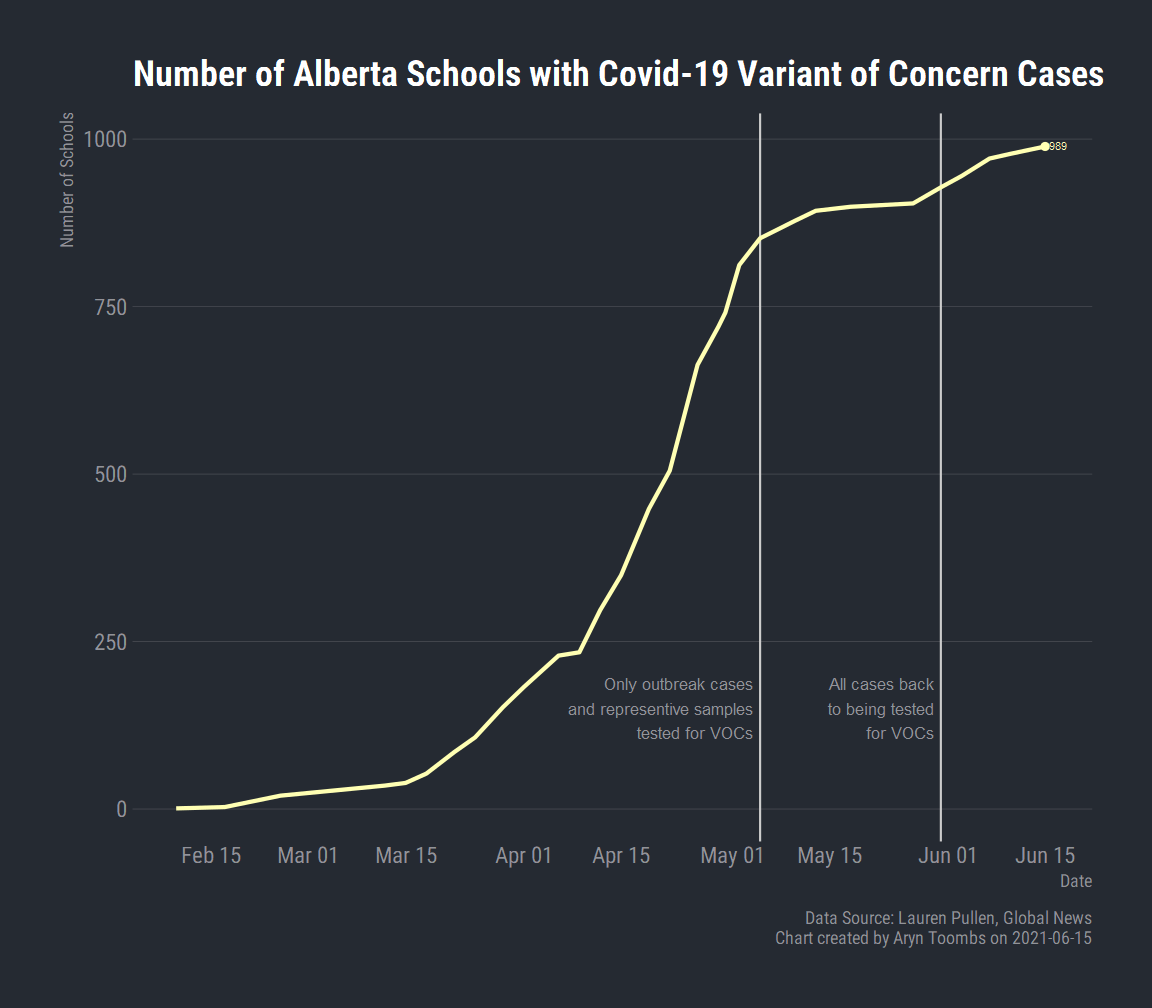 Number of Alberta Schools with Covid-19 Variant of Concern Cases
Number of Schools
1000
750
500
250
0
989
Only outbreak cases
and representive samples
tested for VOCs
All cases back
to being tested
for VOCs
Feb 15
Mar 01
Mar 15
Apr 01
Apr 15
May 01
May 15
Jun 01
Jun 15
Date
Data Source: Lauren Pullen, Global News
Chart created by Aryn Toombs on 2021-06-15